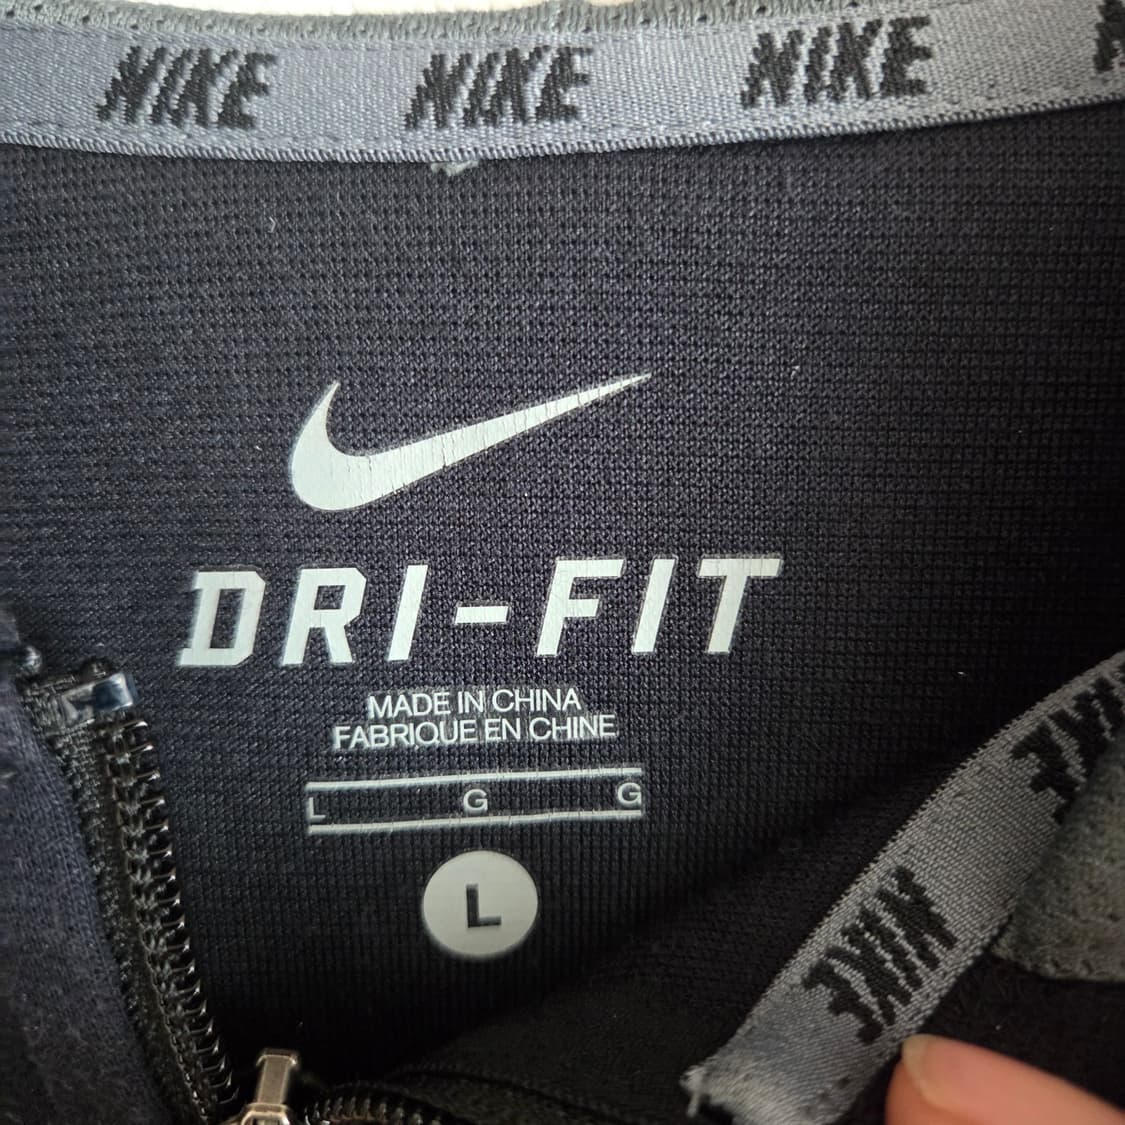 NIKE NIKE NIKE
DRI-FIT
MADE IN CHINA
FABRIQUE EN CHINE
L G G
L
NIKE
NIKE